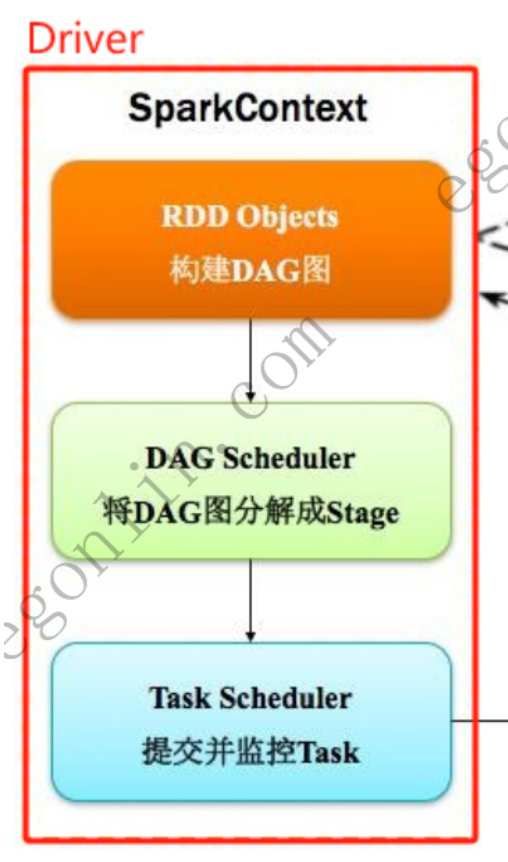 Driver
SparkContext
RDD Objects
构建DAG图
DAG Scheduler
将DAG图分解成Stage
Task Scheduler
提交并监控Task
egonlin.com
ego